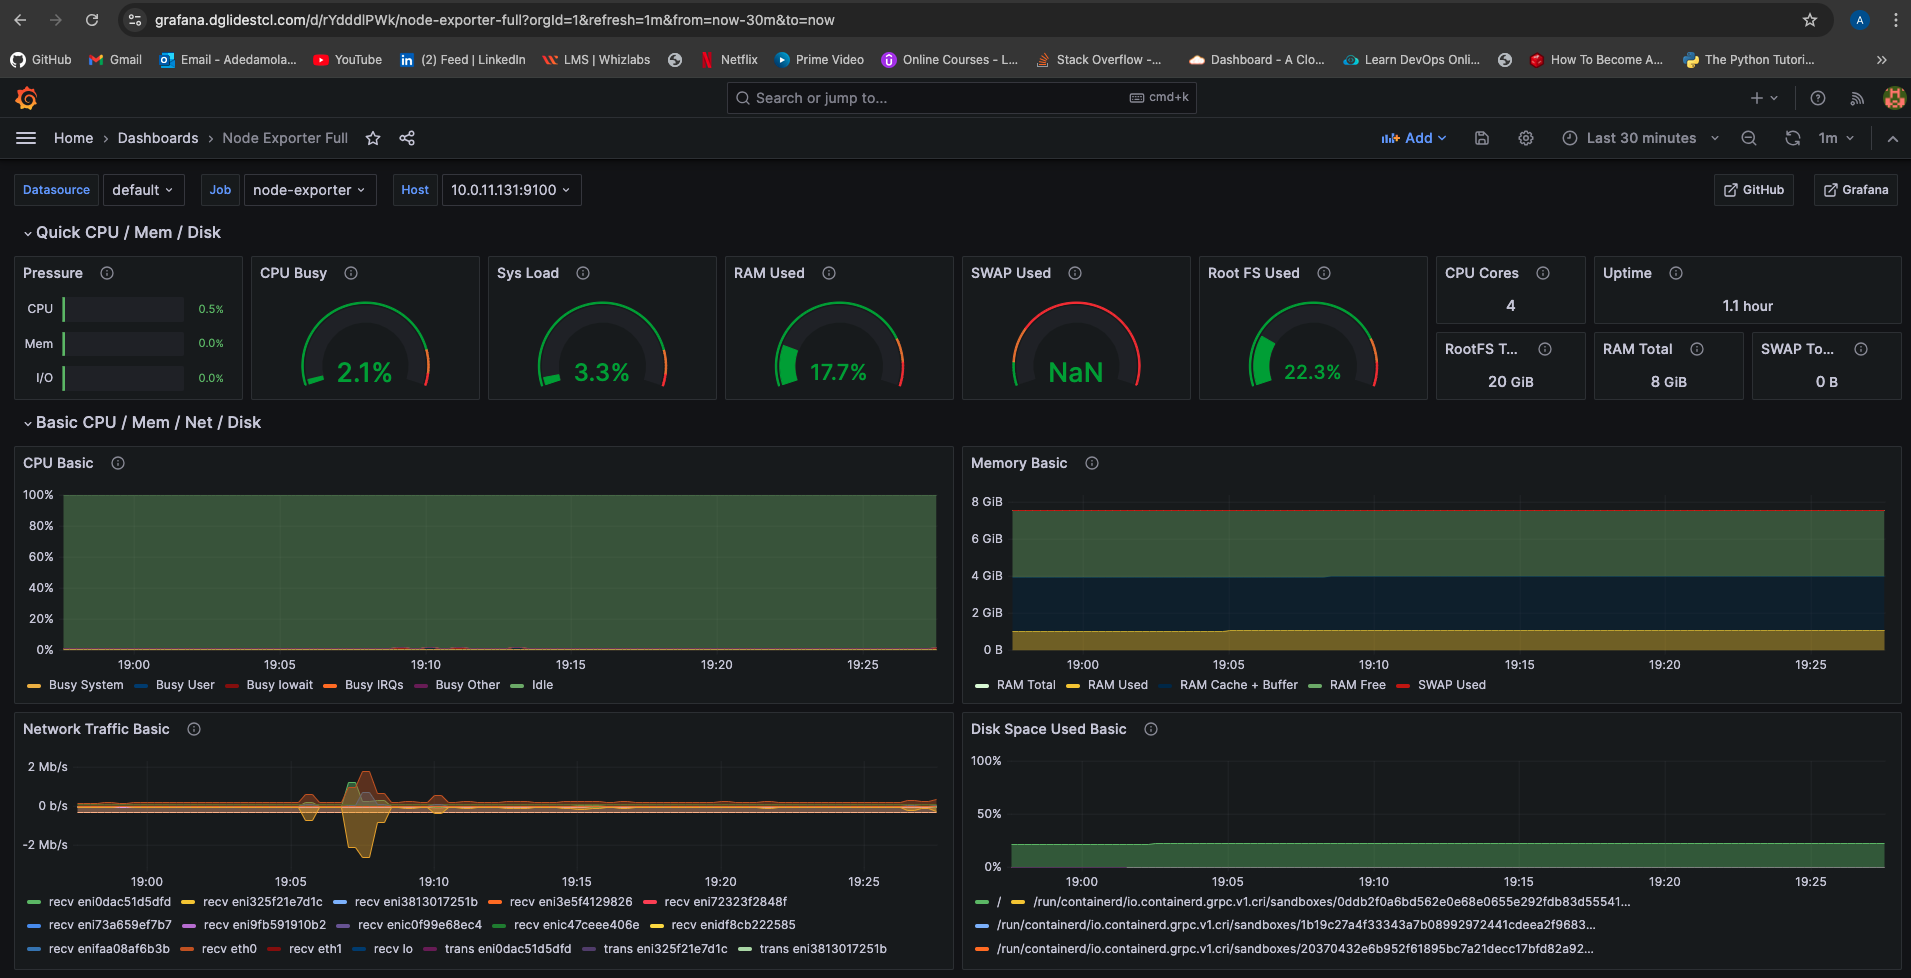 grafana.dglidestcl.com/d/rYdddlPWk/node-exporter-full?orgId=1&refresh=1m&from=now-30m&to=now
A
GitHub Gmail Email - Adedamola... YouTube (2) Feed | LinkedIn LMS | Whizlabs Netflix Prime Video Online Courses - L... Stack Overflow -... Dashboard - A Clo... Learn DevOps Onli... How To Become A... The Python Tutori...
Search or jump to... cmd+k
Home › Dashboards › Node Exporter Full Add Last 30 minutes 1m
Datasource default Job node-exporter Host 10.0.11.131:9100 GitHub Grafana
Quick CPU / Mem / Disk
Pressure
CPU 0.5%
Mem 0.0%
I/O 0.0%
CPU Busy
2.1%
Sys Load
3.3%
RAM Used
17.7%
SWAP Used
NaN
Root FS Used
22.3%
CPU Cores
4
Uptime
1.1 hour
RootFS T...
20 GiB
RAM Total
8 GiB
SWAP To...
0 B
Basic CPU / Mem / Net / Disk
CPU Basic
100%
80%
60%
40%
20%
0%
19:00 19:05 19:10 19:15 19:20 19:25
Busy System Busy User Busy Iowait Busy IRQs Busy Other Idle
Memory Basic
8 GiB
6 GiB
4 GiB
2 GiB
0 B
19:00 19:05 19:10 19:15 19:20 19:25
RAM Total RAM Used RAM Cache + Buffer RAM Free SWAP Used
Network Traffic Basic
2 Mb/s
0 b/s
-2 Mb/s
19:00 19:05 19:10 19:15 19:20 19:25
recv eni0dac51d5dfd recv eni325f21e7d1c recv eni3813017251b recv eni3e5f4129826 recv eni72323f2848f
recv eni73a659ef7b7 recv eni9fb591910b2 recv enic0f99e68ec4 recv enic47ceee406e recv enidf8cb222585
recv enifaa08af6b3b recv eth0 recv eth1 recv lo trans eni0dac51d5dfd trans eni325f21e7d1c trans eni3813017251b
Disk Space Used Basic
100%
50%
0%
19:00 19:05 19:10 19:15 19:20 19:25
/ /run/containerd/io.containerd.grpc.v1.cri/sandboxes/0ddb2f0a6bd562e0e68e0655e292fdb83d55541...
/run/containerd/io.containerd.grpc.v1.cri/sandboxes/1b19c27a4f33343a7b08992972441cdeea2f9683...
/run/containerd/io.containerd.grpc.v1.cri/sandboxes/20370432e6b952f61895bc7a21decc17bfd82a92...